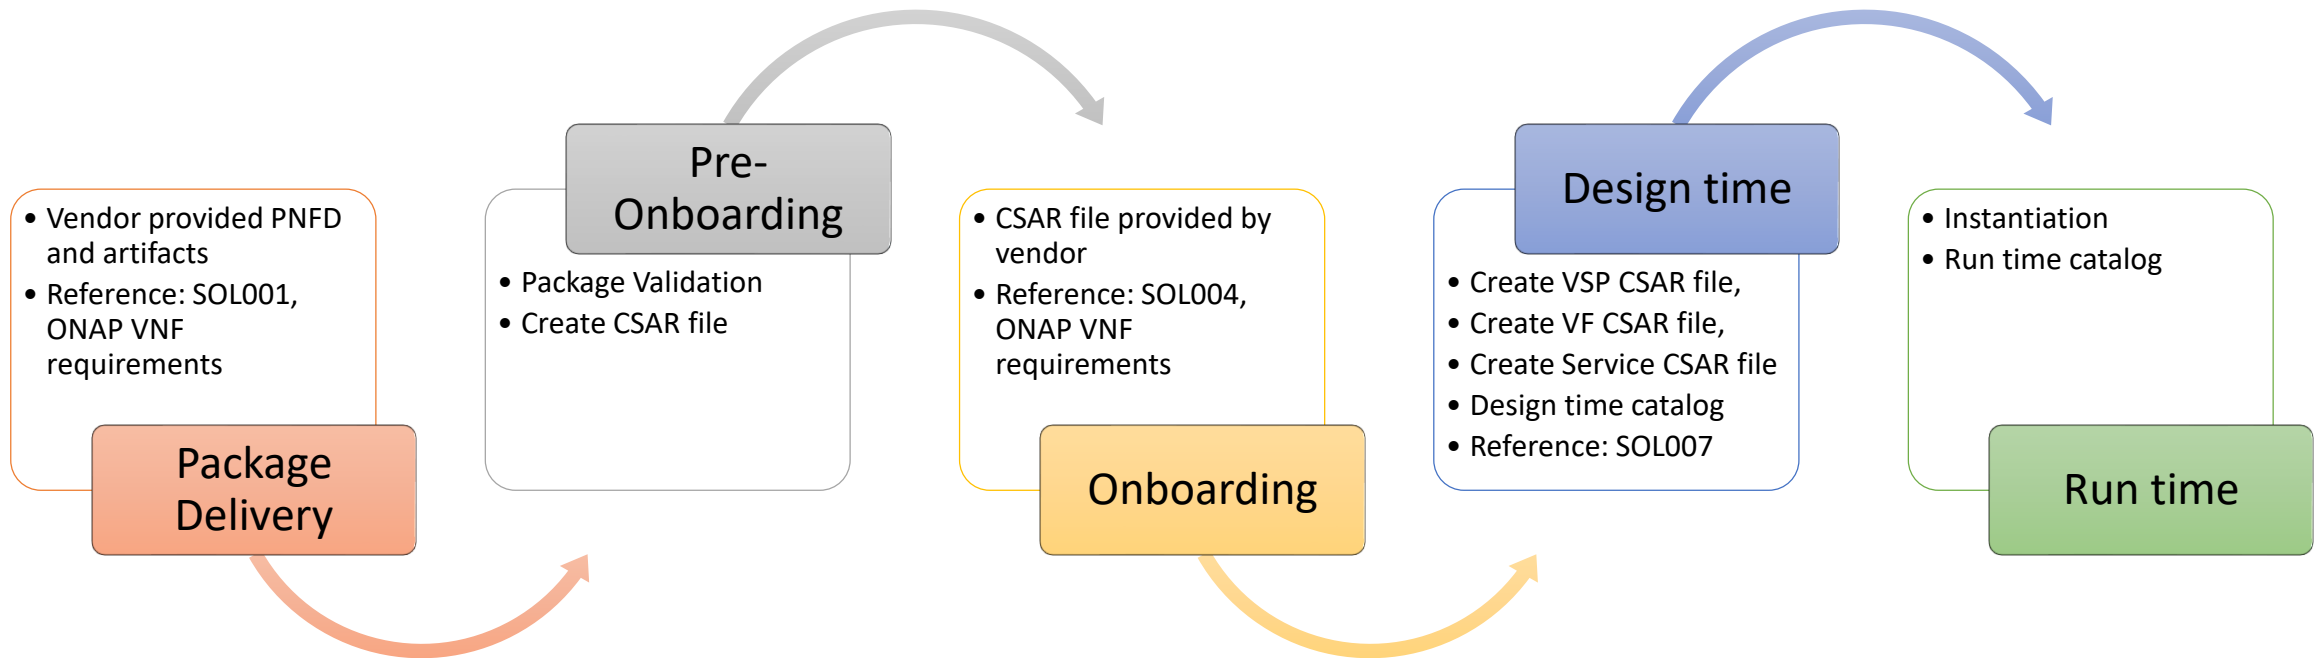 • Vendor provided PNFD
and artifacts
• Reference: SOL001,
ONAP VNF
requirements
Package
Delivery
Pre-
Onboarding
• Package Validation
• Create CSAR file
• CSAR file provided by
vendor
• Reference: SOL004,
ONAP VNF
requirements
Onboarding
Design time
• Create VSP CSAR file,
• Create VF CSAR file,
• Create Service CSAR file
• Design time catalog
• Reference: SOL007
• Instantiation
• Run time catalog
Run time